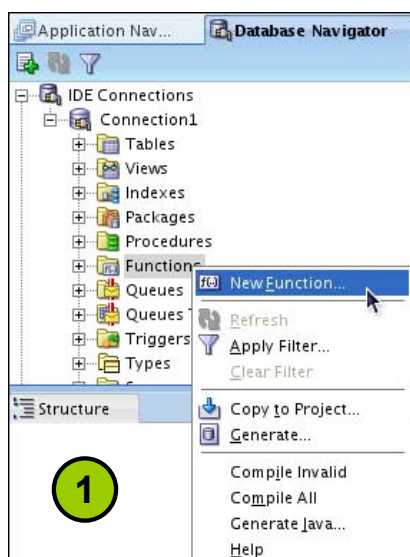 Application Nav...
Database Navigator
IDE Connections
Connection1
Tables
Views
Indexes
Packages
Procedures
Functions
Queues
Queues T
Triggers
Types
New Function...
Refresh
Apply Filter...
Clear Filter
Copy to Project...
Generate...
Compile Invalid
Compile All
Generate Java...
Help
Structure
1